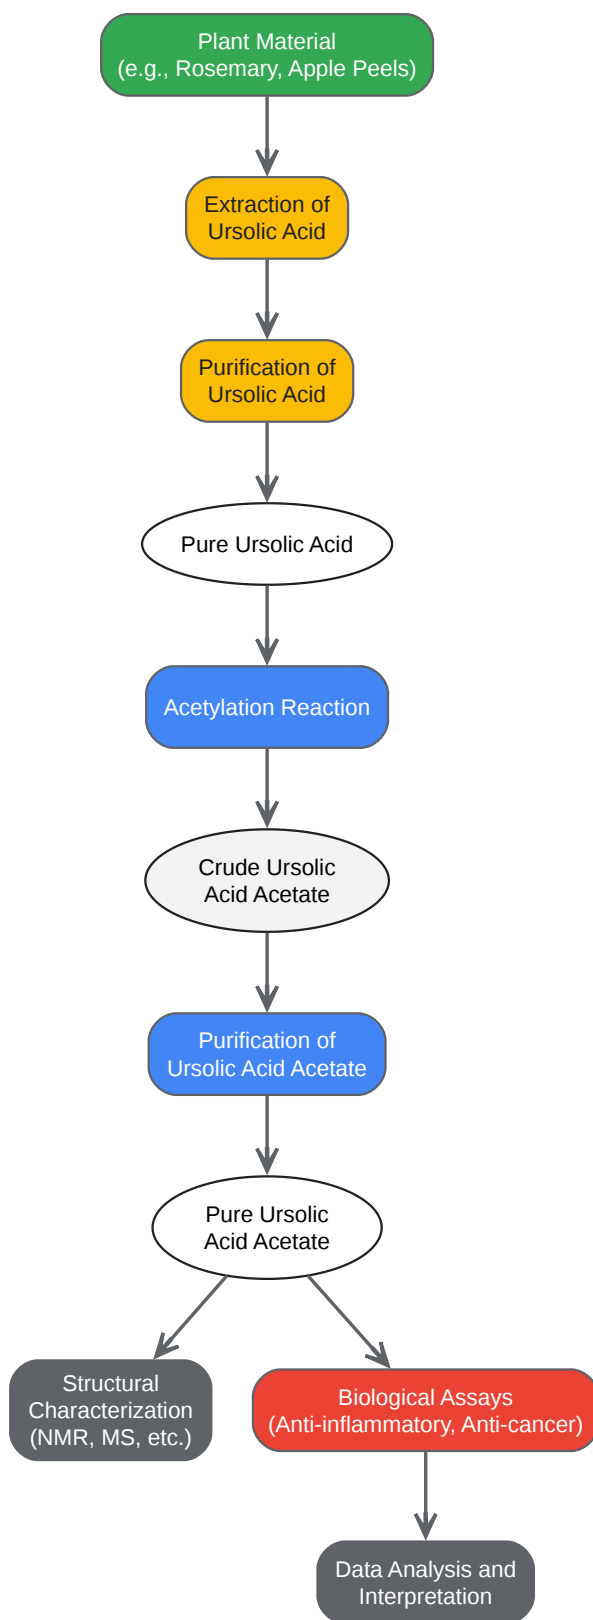 Plant Material
(e.g., Rosemary, Apple Peels)
Extraction of
Ursolic Acid
Purification of
Ursolic Acid
Pure Ursolic Acid
Acetylation Reaction
Crude Ursolic
Acid Acetate
Purification of
Ursolic Acid Acetate
Pure Ursolic
Acid Acetate
Structural
Characterization
(NMR, MS, etc.)
Biological Assays
(Anti-inflammatory, Anti-cancer)
Data Analysis and
Interpretation